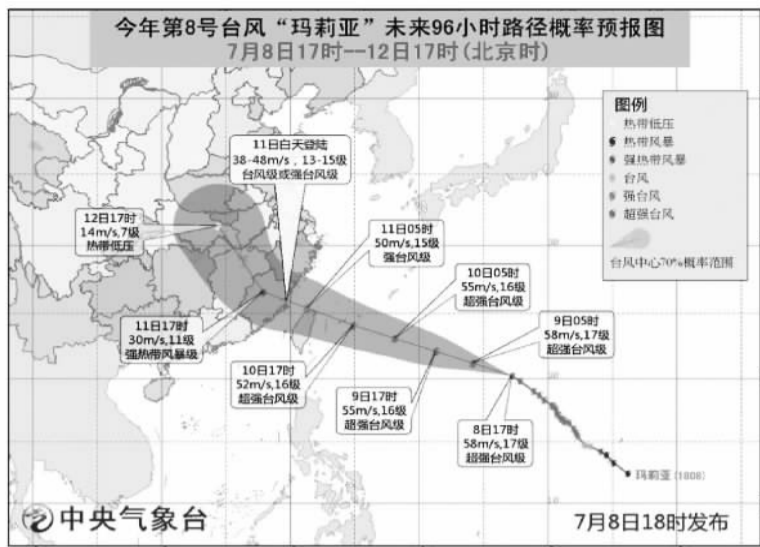 今年第8号台风“玛莉亚”未来96小时路径概率预报图
7月8日17时--12日17时(北京时)
图例
热带低压
热带风暴
强热带风暴
台风
强台风
超强台风
台风中心70%概率范围
11日白天登陆
38-48m/s，13-15级
台风级或强台风级
12日17时
14m/s,7级
热带低压
11日05时
50m/s,15级
强台风级
10日05时
55m/s,16级
超强台风级
9日05时
58m/s,17级
超强台风级
11日17时
30m/s,11级
强热带风暴级
10日17时
52m/s,16级
超强台风级
9日17时
55m/s,16级
超强台风级
8日17时
58m/s,17级
超强台风级
玛莉亚(1808)
中央气象台
7月8日18时发布